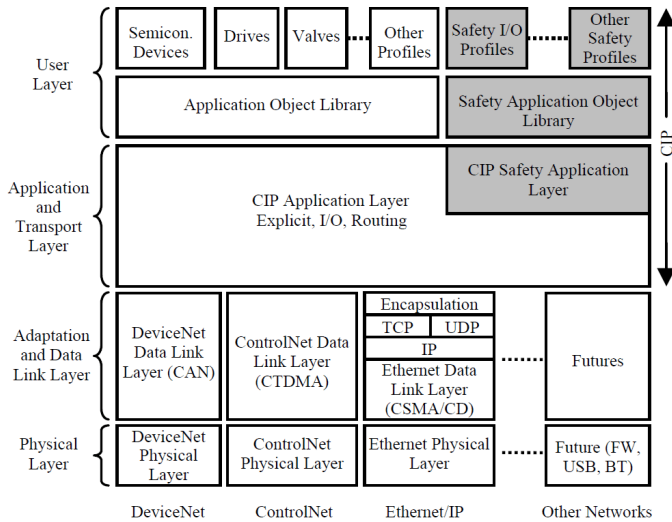 User
Layer
Semicon.
Devices
Drives
Valves
Other
Profiles
Safety I/O
Profiles
Other
Safety
Profiles
Application Object Library
Safety Application Object
Library
CIP
Application
and
Transport
Layer
CIP Application Layer
Explicit, I/O, Routing
CIP Safety Application
Layer
Adaptation
and Data
Link Layer
DeviceNet
Data Link
Layer (CAN)
ControlNet Data
Link Layer
(CTDMA)
Encapsulation
TCP
UDP
IP
Ethernet Data
Link Layer
(CSMA/CD)
Futures
Physical
Layer
DeviceNet
Physical
Layer
ControlNet
Physical Layer
Ethernet Physical
Layer
Future (FW,
USB, BT)
DeviceNet
ControlNet
Ethernet/IP
Other Networks